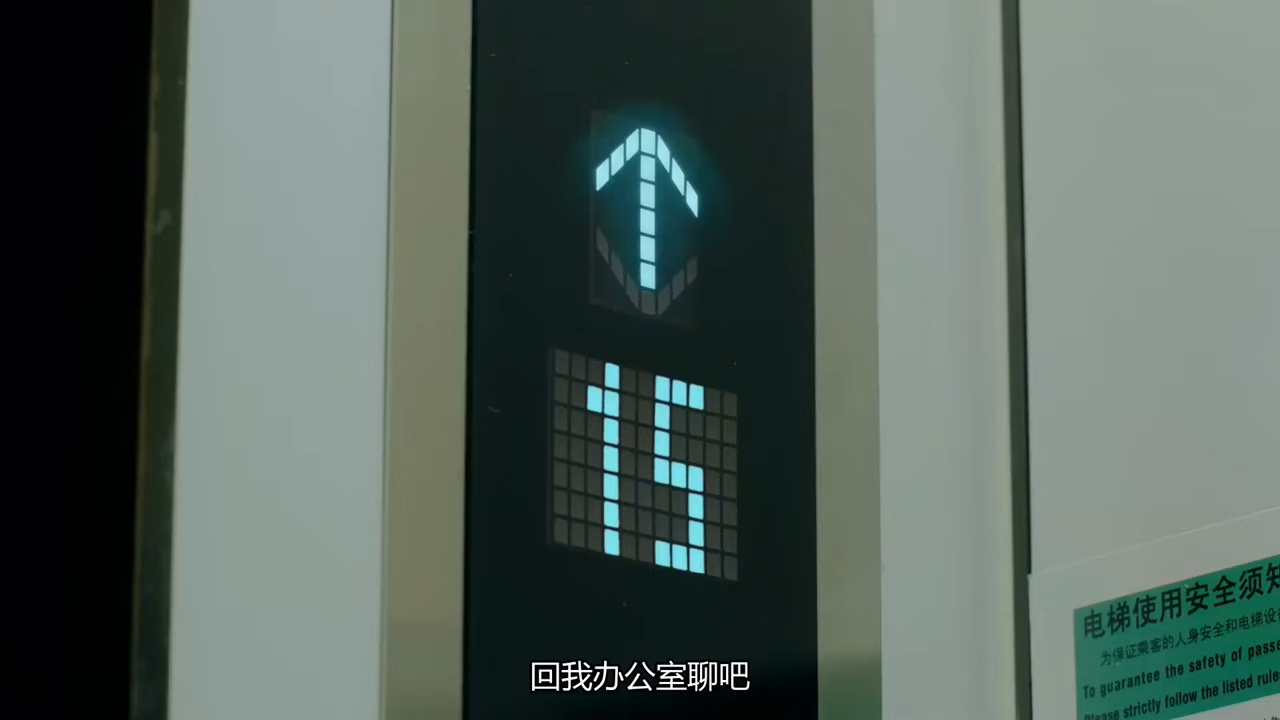 15
电梯使用安全须知
为保证乘客的人身安全和电梯设
To guarantee the safety of
Please strictly follow the listed
回我办公室聊吧